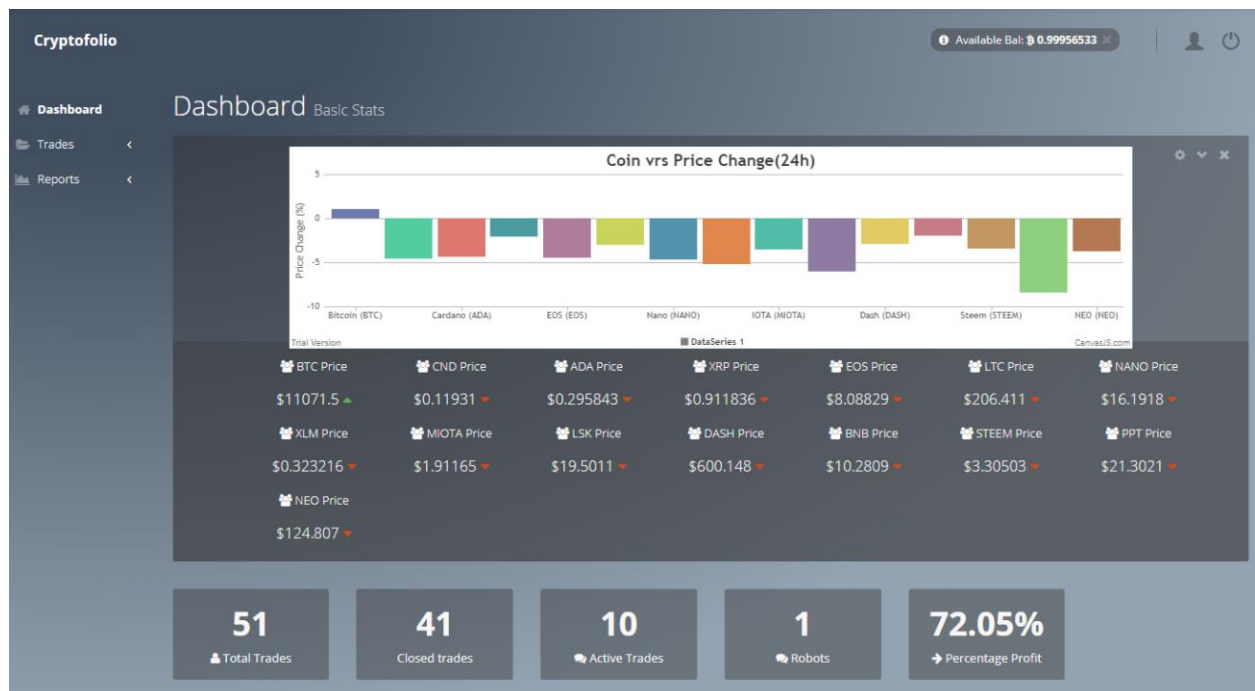 Cryptofolio
Available Bal: ฿ 0.99956533 ×
Dashboard
Trades
Reports
Dashboard Basic Stats
Coin vrs Price Change(24h)
Price Change (%)
5
0
-5
-10
Bitcoin (BTC) Cardano (ADA) EOS (EOS) Nano (NANO) IOTA (MIOTA) Dash (DASH) Steem (STEEM) NEO (NEO)
Trial Version DataSeries 1 CanvasJS.com
BTC Price CND Price ADA Price XRP Price EOS Price LTC Price NANO Price
$11071.5 $0.11931 $0.295843 $0.911836 $8.08829 $206.411 $16.1918
XLM Price MIOTA Price LSK Price DASH Price BNB Price STEEM Price PPT Price
$0.323216 $1.91165 $19.5011 $600.148 $10.2809 $3.30503 $21.3021
NEO Price
$124.807
51 41 10 1 72.05%
Total Trades Closed trades Active Trades Robots Percentage Profit